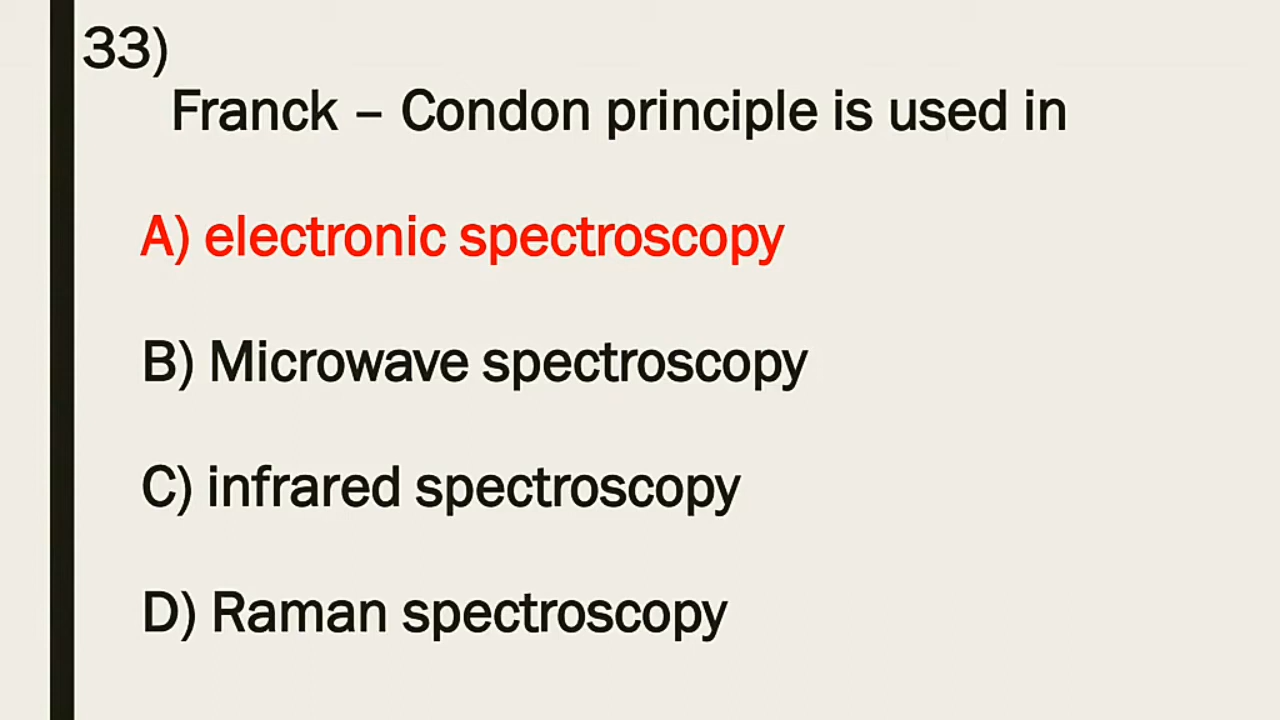 33)
Franck – Condon principle is used in
A) electronic spectroscopy
B) Microwave spectroscopy
C) infrared spectroscopy
D) Raman spectroscopy